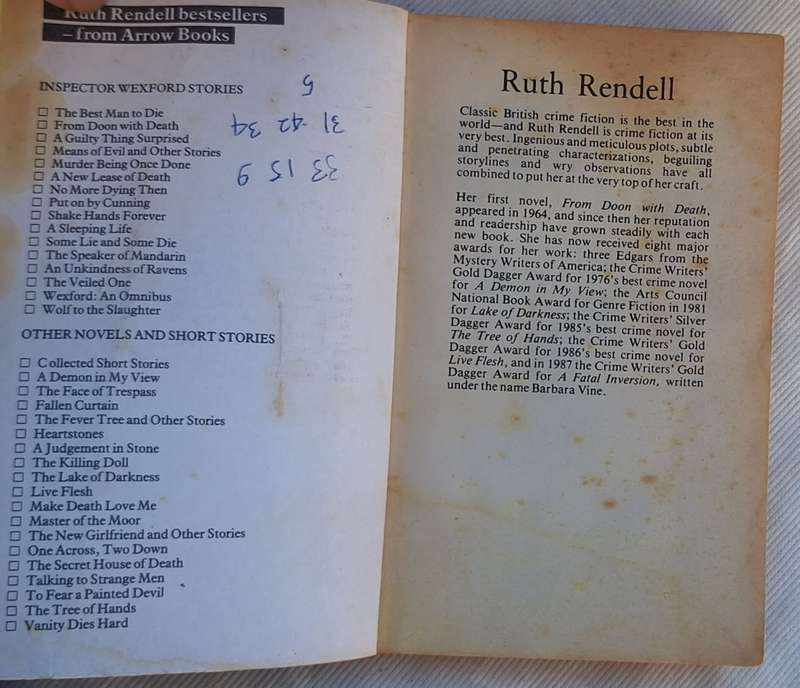 Ruth Rendell bestsellers
– from Arrow Books
INSPECTOR WEXFORD STORIES
5
31-42 34
33 15
The Best Man to Die
From Doon with Death
A Guilty Thing Surprised
Means of Evil and Other Stories
Murder Being Once Done
A New Lease of Death
No More Dying Then
Put on by Cunning
Shake Hands Forever
A Sleeping Life
Some Lie and Some Die
The Speaker of Mandarin
An Unkindness of Ravens
The Veiled One
Wexford: An Omnibus
Wolf to the Slaughter
OTHER NOVELS AND SHORT STORIES
Collected Short Stories
A Demon in My View
The Face of Trespass
Fallen Curtain
The Fever Tree and Other Stories
Heartstones
A Judgement in Stone
The Killing Doll
The Lake of Darkness
Live Flesh
Make Death Love Me
Master of the Moor
The New Girlfriend and Other Stories
One Across, Two Down
The Secret House of Death
Talking to Strange Men
To Fear a Painted Devil
The Tree of Hands
Vanity Dies Hard
Ruth Rendell
Classic British crime fiction is the best in the
world—and Ruth Rendell is crime fiction at its
very best. Ingenious and meticulous plots, subtle
and penetrating characterizations, beguiling
storylines and wry observations have all
combined to put her at the very top of her craft.
Her first novel, From Doon with Death,
appeared in 1964, and since then her reputation
and readership have grown steadily with each
new book. She has now received eight major
awards for her work: three Edgars from the
Mystery Writers of America; the Crime Writers'
Gold Dagger Award for 1976's best crime novel
for A Demon in My View; the Arts Council
National Book Award for Genre Fiction in 1981
for Lake of Darkness; the Crime Writers' Silver
Dagger Award for 1985's best crime novel for
The Tree of Hands; the Crime Writers' Gold
Dagger Award for 1986's best crime novel for
Live Flesh, and in 1987 the Crime Writers' Gold
Dagger Award for A Fatal Inversion, written
under the name Barbara Vine.